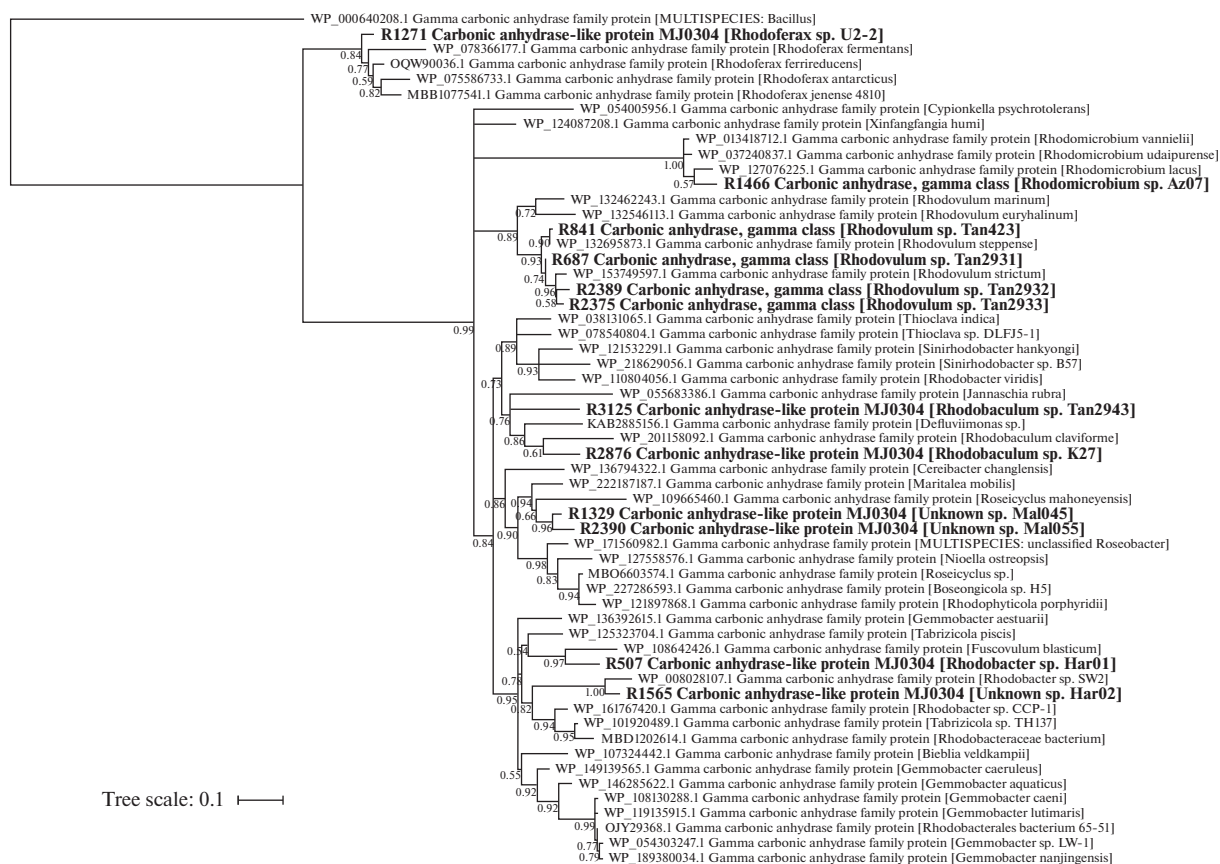 WP_000640208.1 Gamma carbonic anhydrase family protein [MULTISPECIES: Bacillus]
R1271 Carbonic anhydrase-like protein MJ0304 [Rhodoferax sp. U2-2]
0.84
WP_078366177.1 Gamma carbonic anhydrase family protein [Rhodoferax fermentans]
0.77
OQW90036.1 Gamma carbonic anhydrase family protein [Rhodoferax ferrireducens]
0.59
WP_075586733.1 Gamma carbonic anhydrase family protein [Rhodoferax antarcticus]
0.82
MBB1077541.1 Gamma carbonic anhydrase family protein [Rhodoferax jenense 4810]
WP_054005956.1 Gamma carbonic anhydrase family protein [Cypionkella psychrotolerans]
WP_124087208.1 Gamma carbonic anhydrase family protein [Xinfangfangia humi]
WP_013418712.1 Gamma carbonic anhydrase family protein [Rhodomicrobium vannielii]
WP_037240837.1 Gamma carbonic anhydrase family protein [Rhodomicrobium udaipurense]
1.00
WP_127076225.1 Gamma carbonic anhydrase family protein [Rhodomicrobium lacus]
0.57
R1466 Carbonic anhydrase, gamma class [Rhodomicrobium sp. Az07]
WP_132462243.1 Gamma carbonic anhydrase family protein [Rhodovulum marinum]
0.72
WP_132546113.1 Gamma carbonic anhydrase family protein [Rhodovulum euryhalinum]
R841 Carbonic anhydrase, gamma class [Rhodovulum sp. Tan423]
0.89
0.90
WP_132695873.1 Gamma carbonic anhydrase family protein [Rhodovulum steppense]
R687 Carbonic anhydrase, gamma class [Rhodovulum sp. Tan2931]
0.93
WP_153749597.1 Gamma carbonic anhydrase family protein [Rhodovulum strictum]
0.74
R2389 Carbonic anhydrase, gamma class [Rhodovulum sp. Tan2932]
0.96
R2375 Carbonic anhydrase, gamma class [Rhodovulum sp. Tan2933]
0.58
WP_038131065.1 Gamma carbonic anhydrase family protein [Thioclava indica]
0.99
WP_078540804.1 Gamma carbonic anhydrase family protein [Thioclava sp. DLFJ5-1]
0.89
WP_121532291.1 Gamma carbonic anhydrase family protein [Sinirhodobacter hankyongi]
WP_218629056.1 Gamma carbonic anhydrase family protein [Sinirhodobacter sp. B57]
0.93
WP_110804056.1 Gamma carbonic anhydrase family protein [Rhodobacter viridis]
0.73
WP_055683386.1 Gamma carbonic anhydrase family protein [Jannaschia rubra]
R3125 Carbonic anhydrase-like protein MJ0304 [Rhodobaculum sp. Tan2943]
0.76
KAB2885156.1 Gamma carbonic anhydrase family protein [Defluviimonas sp.]
0.86
WP_201158092.1 Gamma carbonic anhydrase family protein [Rhodobaculum claviforme]
0.61
R2876 Carbonic anhydrase-like protein MJ0304 [Rhodobaculum sp. K27]
WP_136794322.1 Gamma carbonic anhydrase family protein [Cereibacter changlensis]
WP_222187187.1 Gamma carbonic anhydrase family protein [Maritalea mobilis]
0.86
0.94
WP_109665460.1 Gamma carbonic anhydrase family protein [Roseicyclus mahoneyensis]
0.66
R1329 Carbonic anhydrase-like protein MJ0304 [Unknown sp. Mal045]
0.90
0.96
R2390 Carbonic anhydrase-like protein MJ0304 [Unknown sp. Mal055]
0.84
WP_171560982.1 Gamma carbonic anhydrase family protein [MULTISPECIES: unclassified Roseobacter]
WP_127558576.1 Gamma carbonic anhydrase family protein [Nioella ostreopsis]
0.98
MBO6603574.1 Gamma carbonic anhydrase family protein [Roseicyclus sp.]
0.83
WP_227286593.1 Gamma carbonic anhydrase family protein [Boseongicola sp. H5]
0.94
WP_121897868.1 Gamma carbonic anhydrase family protein [Rhodophyticola porphyridii]
WP_136392615.1 Gamma carbonic anhydrase family protein [Gemmobacter aestuarii]
WP_125323704.1 Gamma carbonic anhydrase family protein [Tabrizicola piscis]
0.54
WP_108642426.1 Gamma carbonic anhydrase family protein [Fuscovulum blasticum]
0.97
R507 Carbonic anhydrase-like protein MJ0304 [Rhodobacter sp. Har01]
0.78
WP_008028107.1 Gamma carbonic anhydrase family protein [Rhodobacter sp. SW2]
1.00
R1565 Carbonic anhydrase-like protein MJ0304 [Unknown sp. Har02]
0.95
0.82
WP_161767420.1 Gamma carbonic anhydrase family protein [Rhodobacter sp. CCP-1]
0.94
WP_101920489.1 Gamma carbonic anhydrase family protein [Tabrizicola sp. TH137]
0.95
MBD1202614.1 Gamma carbonic anhydrase family protein [Rhodobacteraceae bacterium]
WP_107324442.1 Gamma carbonic anhydrase family protein [Bieblia veldkampii]
0.55
WP_149139565.1 Gamma carbonic anhydrase family protein [Gemmobacter caeruleus]
0.92
WP_146285622.1 Gamma carbonic anhydrase family protein [Gemmobacter aquaticus]
Tree scale: 0.1
WP_108130288.1 Gamma carbonic anhydrase family protein [Gemmobacter caeni]
0.92
WP_119135915.1 Gamma carbonic anhydrase family protein [Gemmobacter lutimaris]
0.99
OJY29368.1 Gamma carbonic anhydrase family protein [Rhodobacterales bacterium 65-51]
0.77
WP_054303247.1 Gamma carbonic anhydrase family protein [Gemmobacter sp. LW-1]
0.79
WP_189380034.1 Gamma carbonic anhydrase family protein [Gemmobacter nanjingensis]